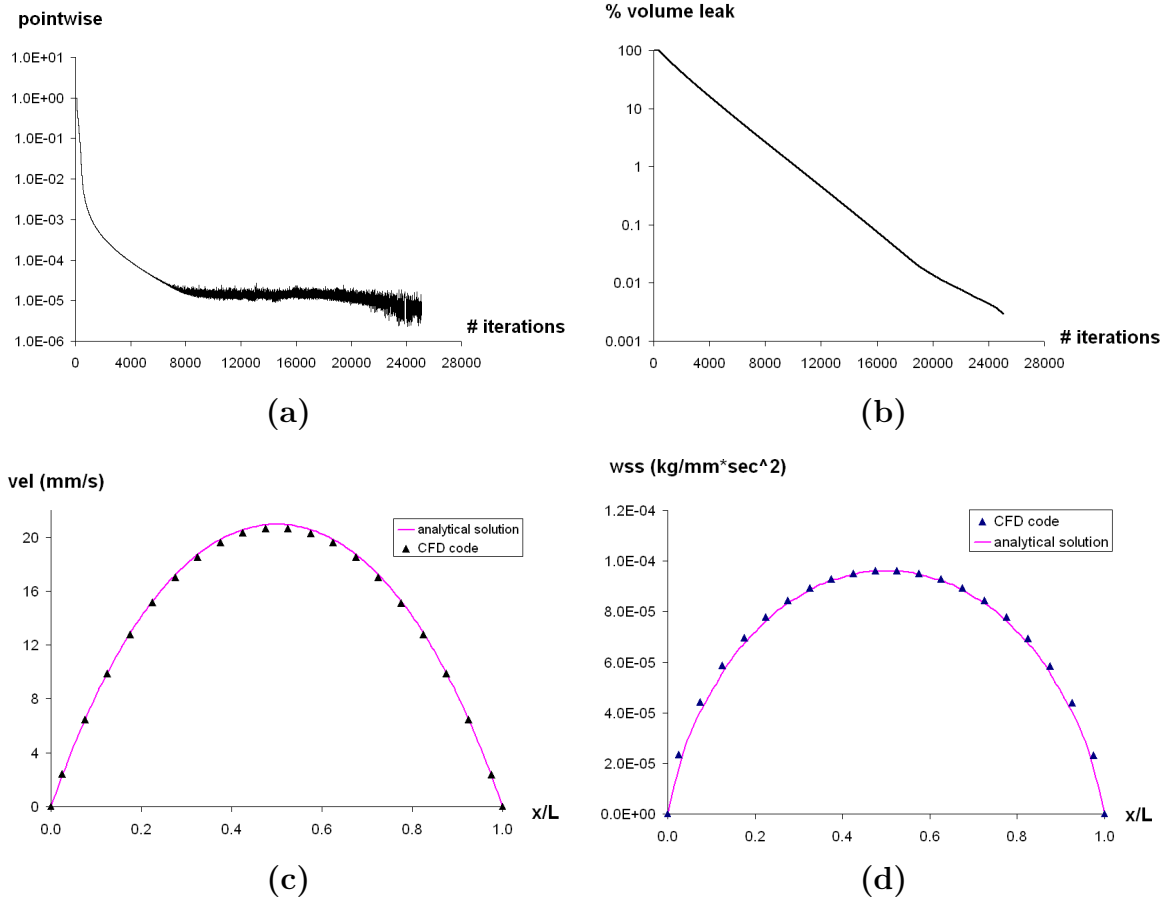 pointwise
1.0E+01
1.0E+00
1.0E-01
1.0E-02
1.0E-03
1.0E-04
1.0E-05
1.0E-06
0 4000 8000 12000 16000 20000 24000 28000
# iterations
(a)
% volume leak
100
10
1
0.1
0.01
0.001
0 4000 8000 12000 16000 20000 24000 28000
# iterations
(b)
vel (mm/s)
20
16
12
8
4
0
0.0 0.2 0.4 0.6 0.8 1.0
x/L
analytical solution
CFD code
(c)
wss (kg/mm*sec^2)
1.2E-04
1.0E-04
8.0E-05
6.0E-05
4.0E-05
2.0E-05
0.0E+00
0.0 0.2 0.4 0.6 0.8 1.0
x/L
CFD code
analytical solution
(d)